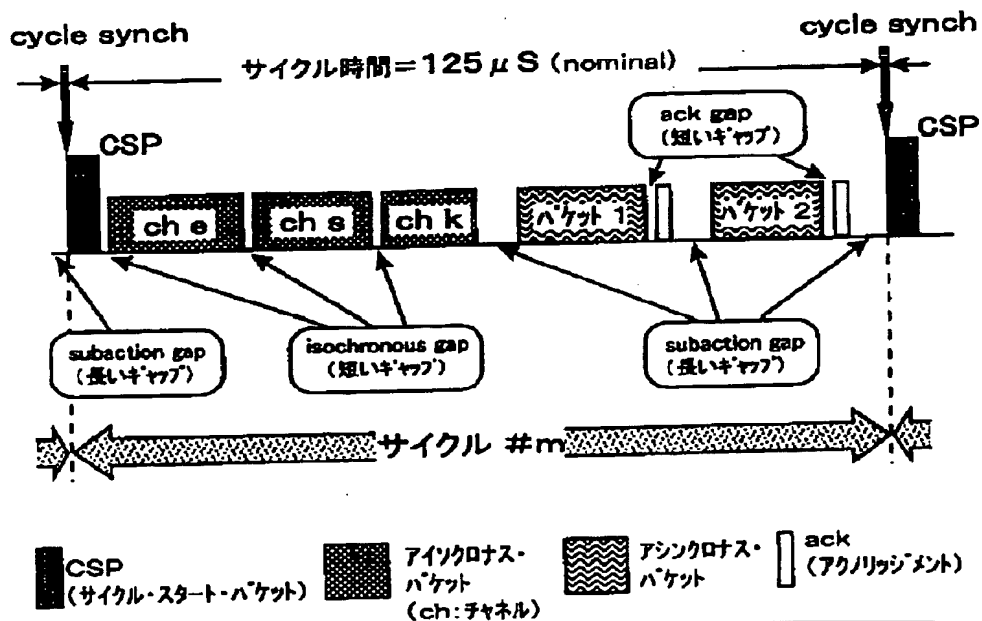 cycle synch
cycle synch
サイクル時間=125μS (nominal)
CSP
ack gap
(短いギャップ)
CSP
ch e
ch s
ch k
パケット 1
パケット 2
subaction gap
(長いギャップ)
isochronous gap
(短いギャップ)
subaction gap
(長いギャップ)
サイクル #m
CSP
(サイクル・スタート・パケット)
アイソクロナス・
パケット
(ch:チャネル)
アシンクロナス・
パケット
ack
(アクノリッジメント)